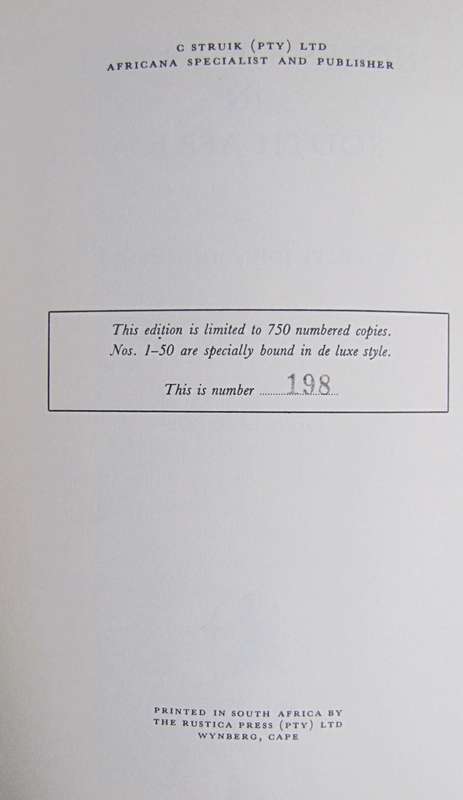 C STRUIK (PTY) LTD
AFRICANA SPECIALIST AND PUBLISHER
This edition is limited to 750 numbered copies.
Nos. 1–50 are specially bound in de luxe style.
This is number ..................198...
PRINTED IN SOUTH AFRICA BY
THE RUSTICA PRESS (PTY) LTD
WYNBERG, CAPE